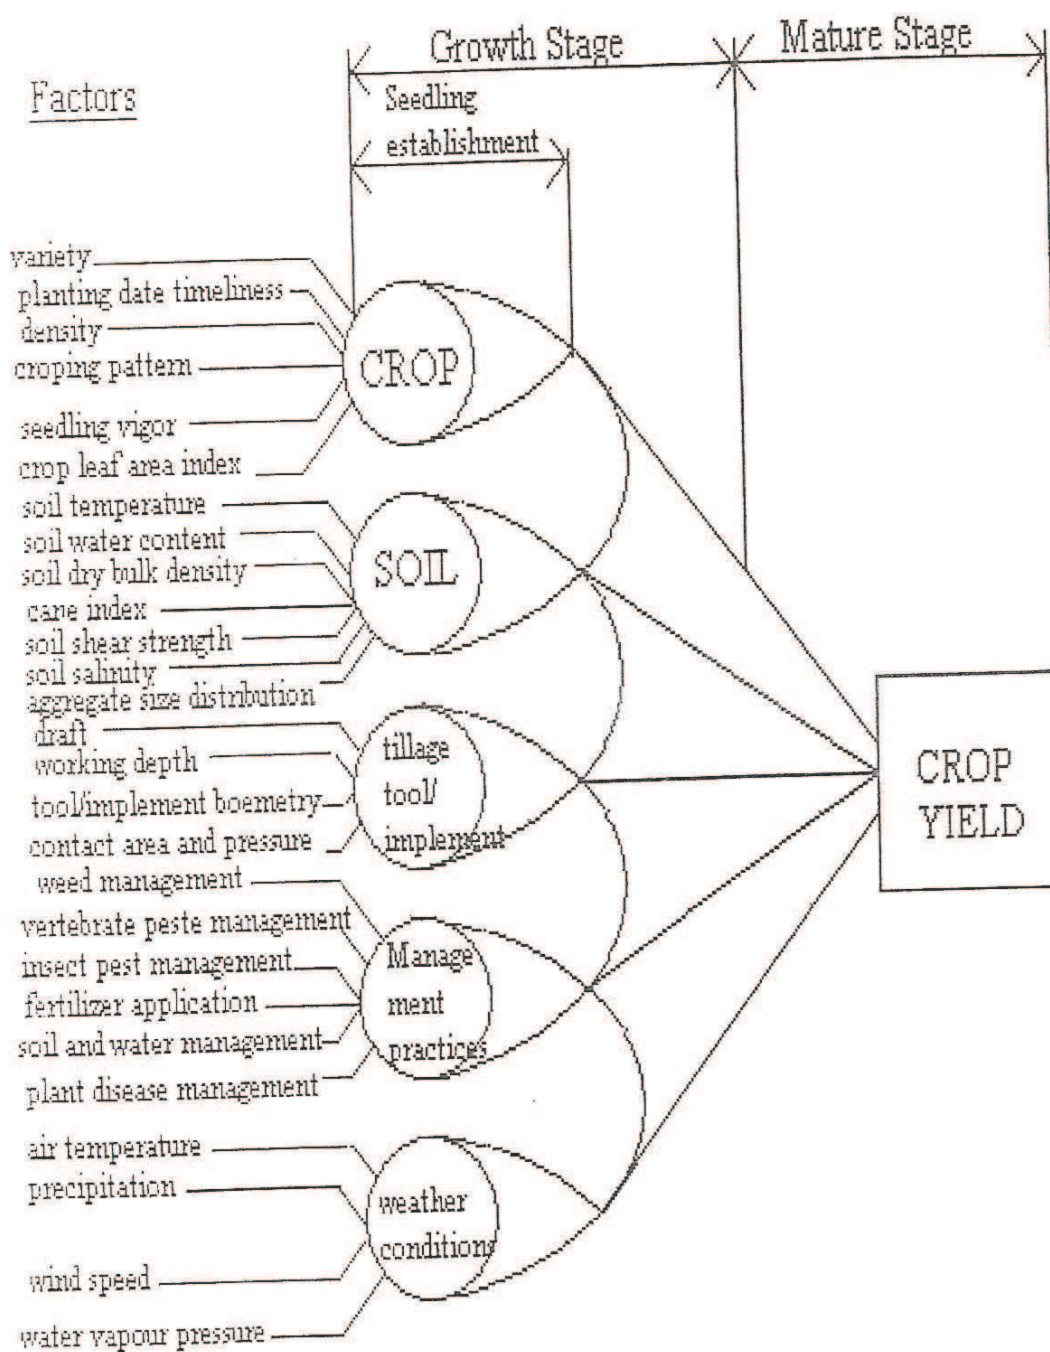 Growth Stage
Mature Stage
Factors
Seedling
establishment
variety
planting date timeliness
density
croping pattern
seedling vigor
crop leaf area index
CROP
soil temperature
soil water content
soil dry bulk density
cane index
soil shear strength
soil salinity
aggregate size distribution
SOIL
draft
working depth
tool/implement boemetry
contact area and pressure
tillage
tool/
implement
weed management
vertebrate peste management
insect pest management
fertilizer application
soil and water management
plant disease management
Manage
ment
practices
air temperature
precipitation
wind speed
water vapour pressure
weather
conditions
CROP
YIELD